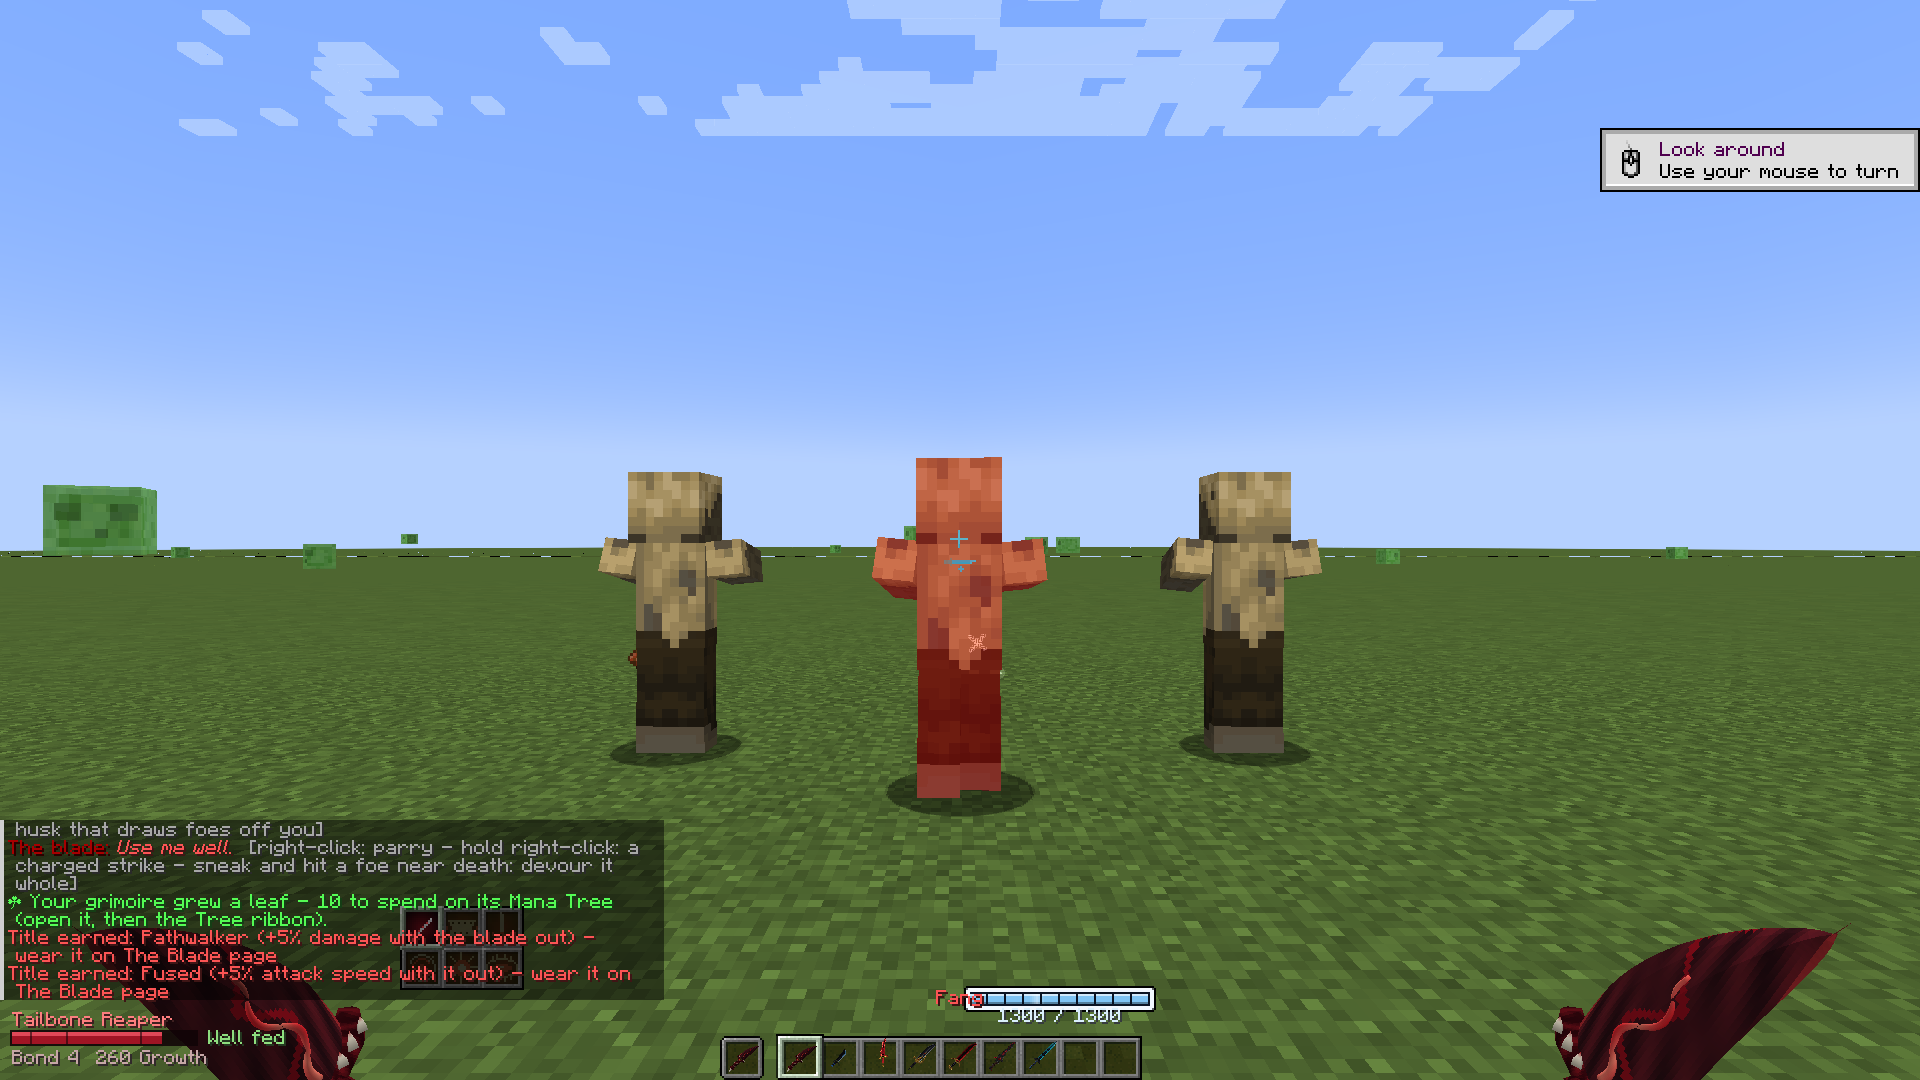 Look around
Use your mouse to turn
husk that draws foes off you]
The blade: Use me well. [right-click: parry - hold right-click: a
charged strike - sneak and hit a foe near death: devour it
whole]
☘ Your grimoire grew a leaf - 10 to spend on its Mana Tree
(open it, then the Tree ribbon).
Title earned: Pathwalker (+5% damage with the blade out) -
wear it on The Blade page
Title earned: Fused (+5% attack speed with it out) - wear it on
The Blade page
Tailbone Reaper
Well fed
Bond 4 260 Growth
Fang
1300 / 1300